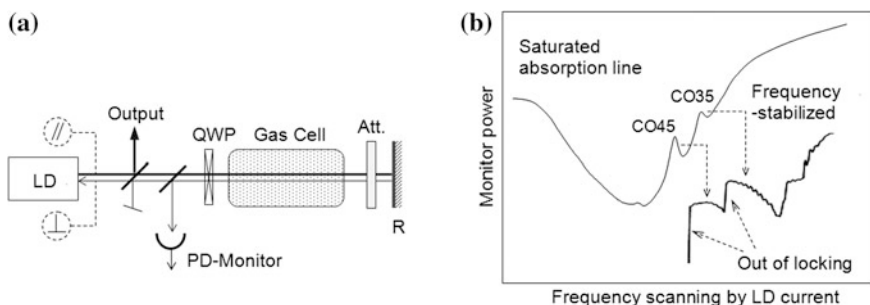 (a)
Output
QWP
Gas Cell
Att.
//
LD
⊥
R
PD-Monitor
(b)
Saturated
absorption line
CO35
CO45
Frequency
-stabilized
Out of locking
Monitor power
Frequency scanning by LD current